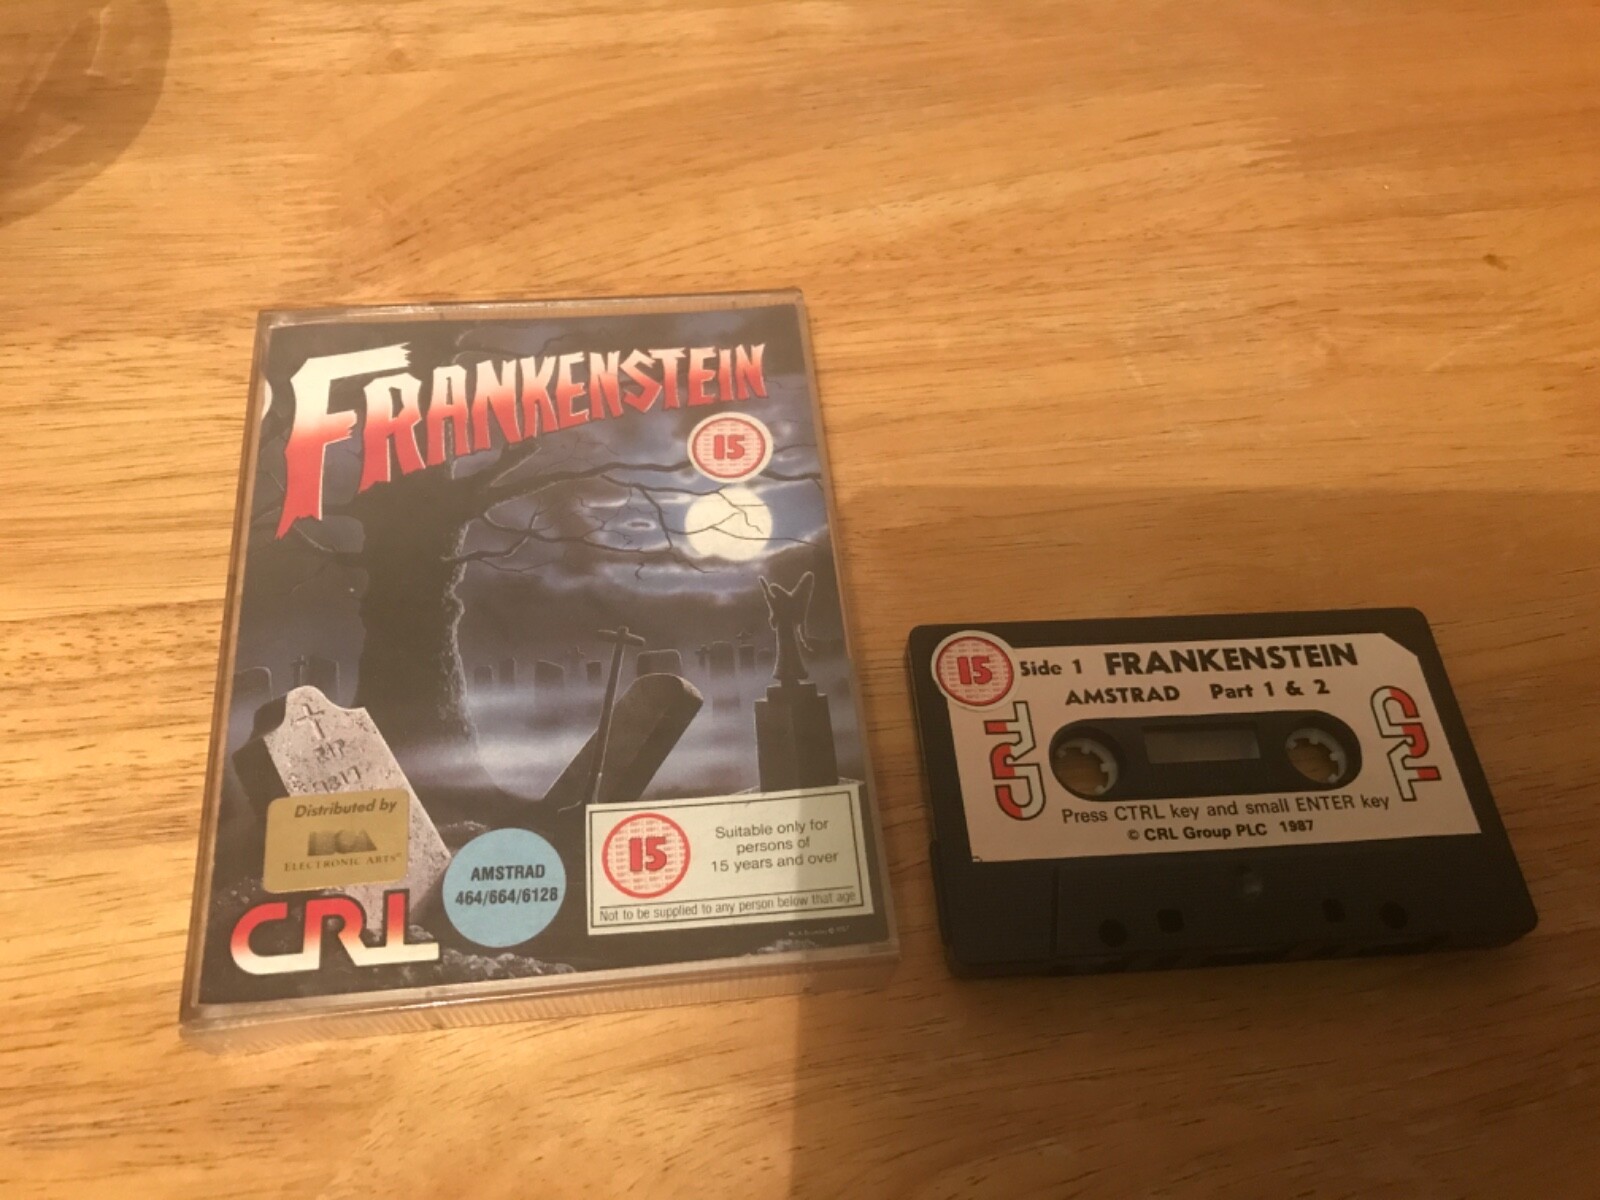 FRANKENSTEIN
15
RIP
1817
Distributed by
ELECTRONIC ARTS
CRL
AMSTRAD
464/664/6128
15
Suitable only for
persons of
15 years and over
Not to be supplied to any person below that age
15
Side 1 FRANKENSTEIN
AMSTRAD Part 1 & 2
CRL
CRL
Press CTRL key and small ENTER key
© CRL Group PLC 1987